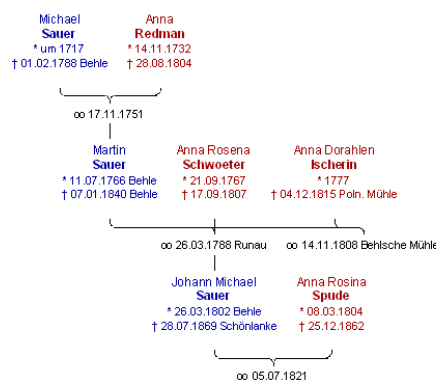 Michael
Sauer
* um 1717
† 01.02.1788 Behle
Anna
Redman
* 14.11.1732
† 28.08.1804
oo 17.11.1751
Martin
Sauer
* 11.07.1766 Behle
† 07.01.1840 Behle
Anna Rosena
Schwoeter
* 21.09.1767
† 17.09.1807
Anna Dorahlen
Ischerin
* 1777
† 04.12.1815 Poln. Mühle
oo 26.03.1788 Runau
oo 14.11.1808 Behlsche Mühle
Johann Michael
Sauer
* 26.03.1802 Behle
† 28.07.1869 Schönlanke
Anna Rosina
Spude
* 08.03.1804
† 25.12.1862
oo 05.07.1821